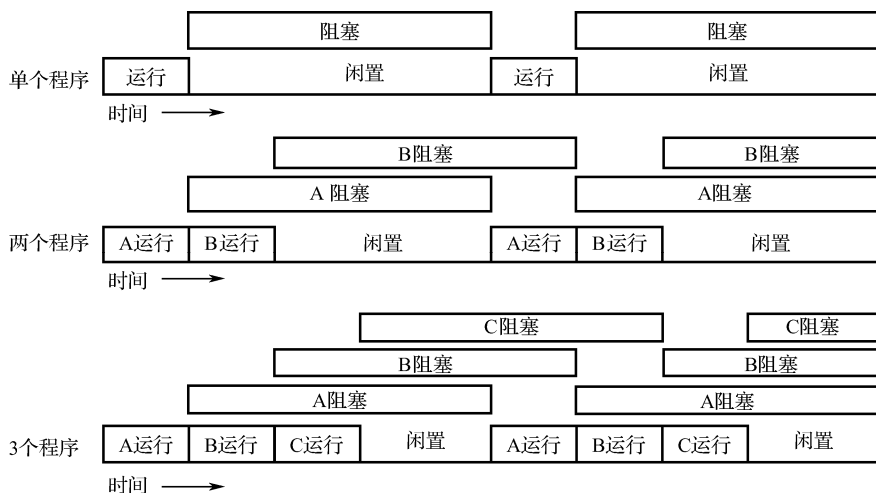 阻塞 阻塞
单个程序 运行 闲置 运行 闲置
时间
B阻塞 B阻塞
A 阻塞 A阻塞
两个程序 A运行 B运行 闲置 A运行 B运行 闲置
时间
C阻塞 C阻塞
B阻塞 B阻塞
A阻塞 A阻塞
3个程序 A运行 B运行 C运行 闲置 A运行 B运行 C运行 闲置
时间